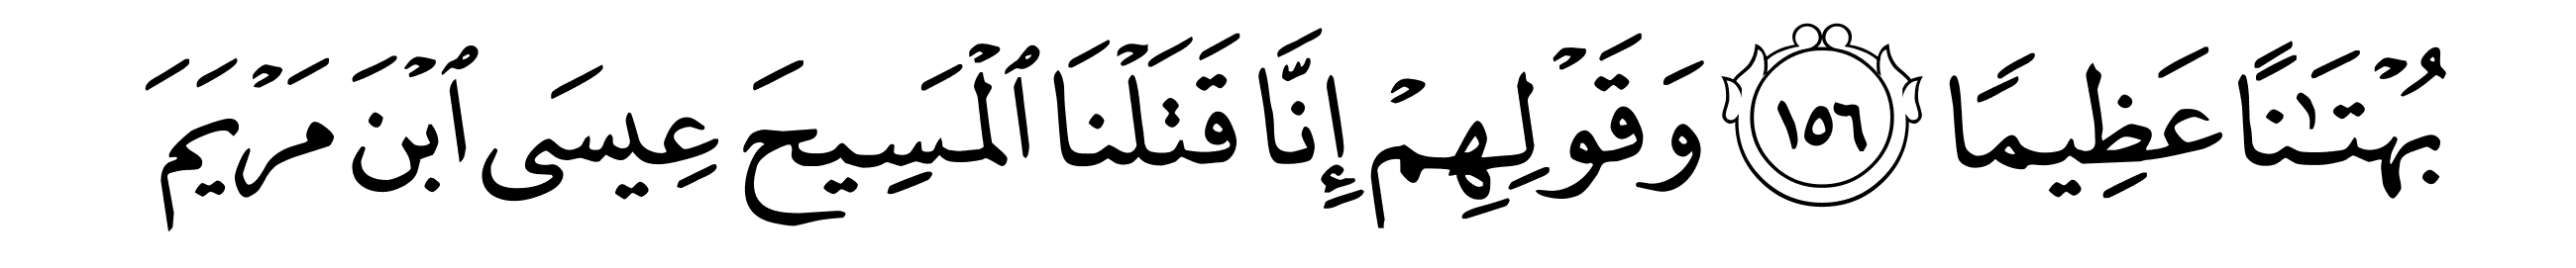 بُهۡتَٰنًا عَظِيمًا ١٥٦ وَقَوۡلِهِمۡ إِنَّا قَتَلۡنَا ٱلۡمَسِيحَ عِيسَى ٱبۡنَ مَرۡيَمَ